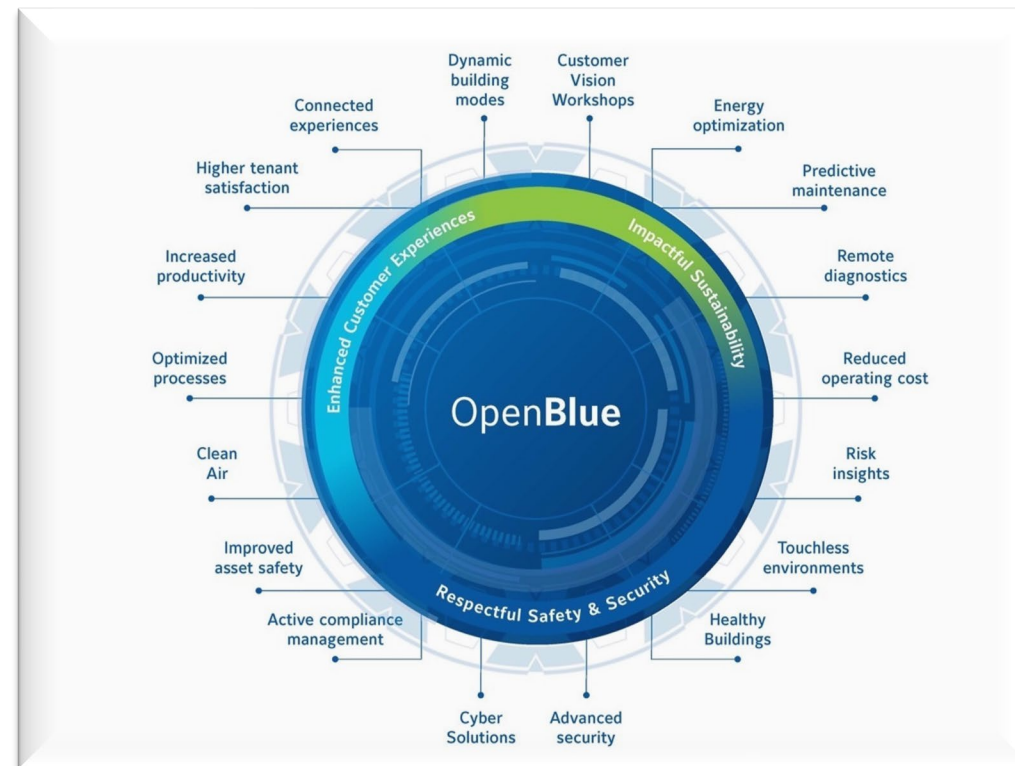 Dynamic
building
modes
Customer
Vision
Workshops
Connected
experiences
Energy
optimization
Higher tenant
satisfaction
Predictive
maintenance
Increased
productivity
Remote
diagnostics
Optimized
processes
Reduced
operating cost
Clean
Air
Risk
insights
Improved
asset safety
Touchless
environments
Active compliance
management
Healthy
Buildings
Cyber
Solutions
Advanced
security
Enhanced Customer Experiences
Impactful Sustainability
Respectful Safety & Security
OpenBlue